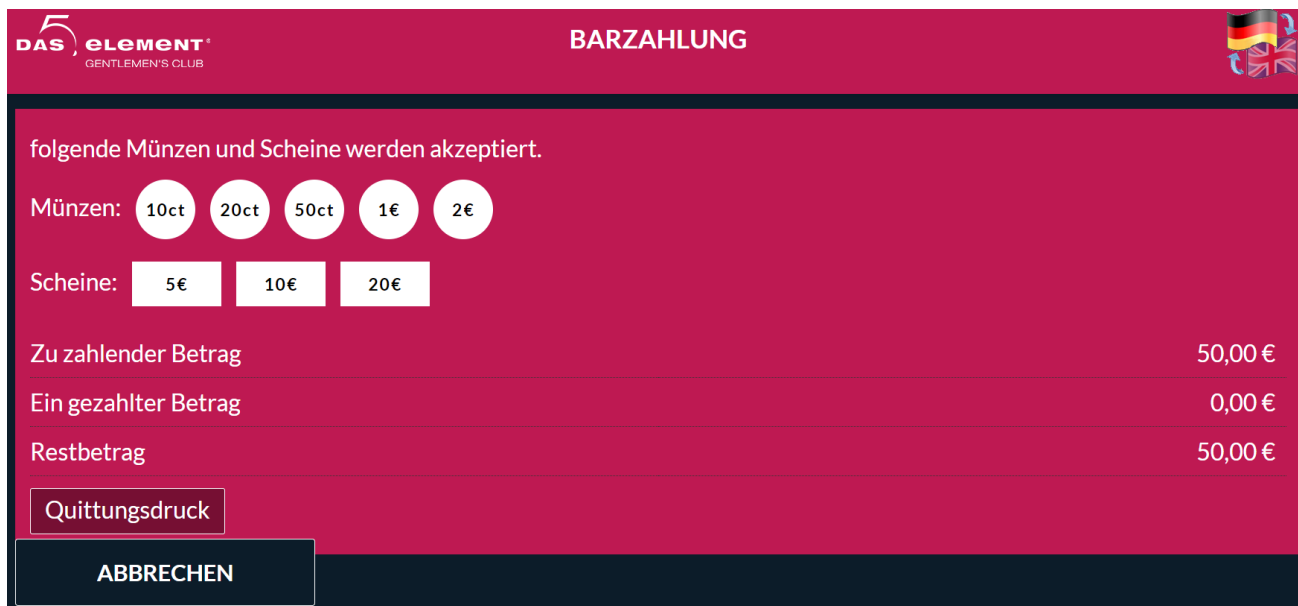 DAS 5 eLeMeNT®
GENTLEMEN'S CLUB
BARZAHLUNG
folgende Münzen und Scheine werden akzeptiert.
Münzen: 10ct 20ct 50ct 1€ 2€
Scheine: 5€ 10€ 20€
Zu zahlender Betrag 50,00 €
Ein gezahlter Betrag 0,00 €
Restbetrag 50,00 €
Quittungsdruck
ABBRECHEN